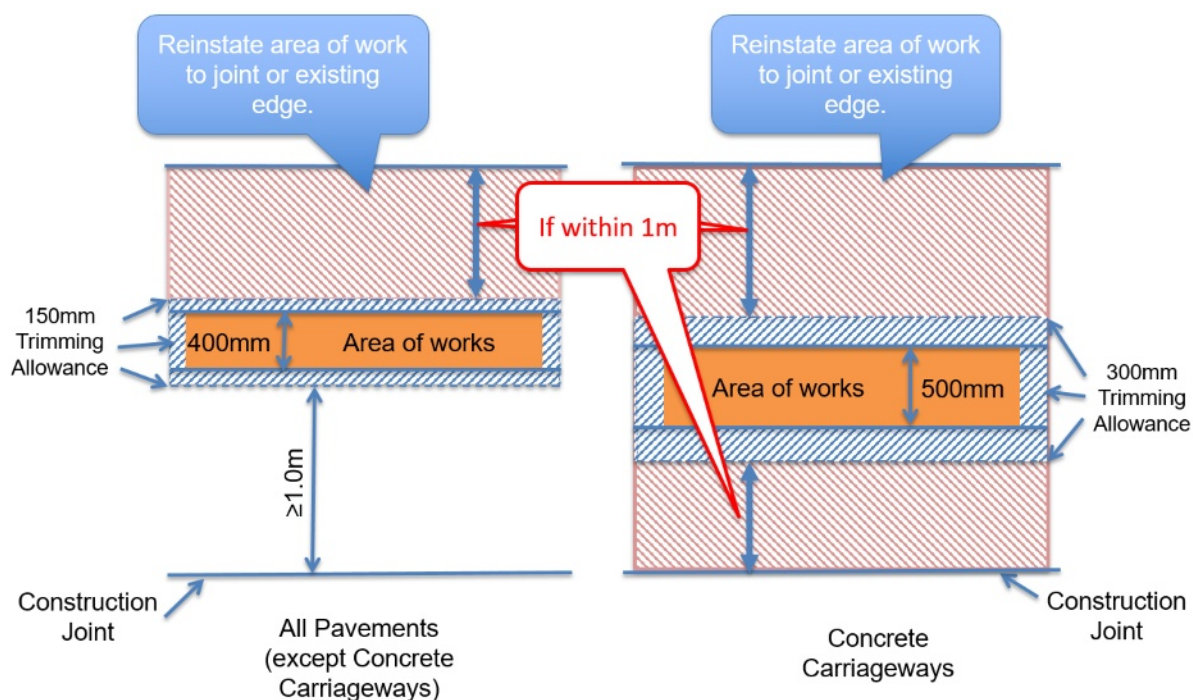 Reinstate area of work
to joint or existing
edge.
Reinstate area of work
to joint or existing
edge.
If within 1m
150mm
Trimming
Allowance
400mm
Area of works
Area of works
500mm
300mm
Trimming
Allowance
≥1.0m
Construction
Joint
All Pavements
(except Concrete
Carriageways)
Concrete
Carriageways
Construction
Joint